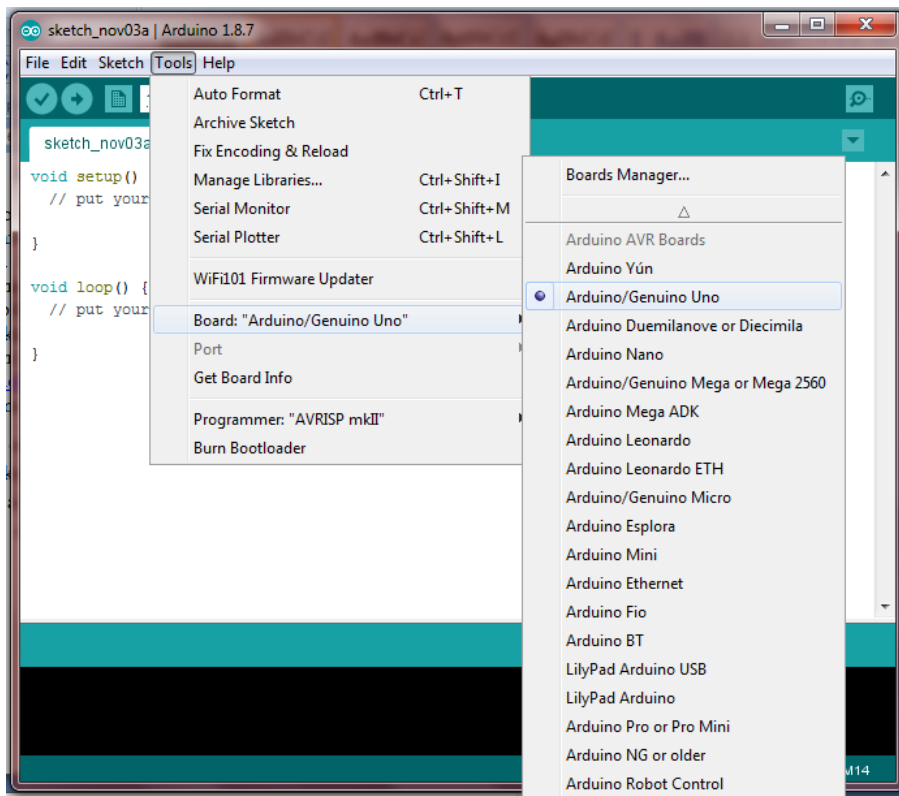 sketch_nov03a | Arduino 1.8.7
File Edit Sketch Tools Help
sketch_nov03a
void setup()
// put your
}
void loop() {
// put your
}
Auto Format Ctrl+T
Archive Sketch
Fix Encoding & Reload
Manage Libraries... Ctrl+Shift+I
Serial Monitor Ctrl+Shift+M
Serial Plotter Ctrl+Shift+L
WiFi101 Firmware Updater
Board: "Arduino/Genuino Uno"
Port
Get Board Info
Programmer: "AVRISP mkII"
Burn Bootloader
Boards Manager...
Arduino AVR Boards
Arduino Yún
Arduino/Genuino Uno
Arduino Duemilanove or Diecimila
Arduino Nano
Arduino/Genuino Mega or Mega 2560
Arduino Mega ADK
Arduino Leonardo
Arduino Leonardo ETH
Arduino/Genuino Micro
Arduino Esplora
Arduino Mini
Arduino Ethernet
Arduino Fio
Arduino BT
LilyPad Arduino USB
LilyPad Arduino
Arduino Pro or Pro Mini
Arduino NG or older
Arduino Robot Control
M14